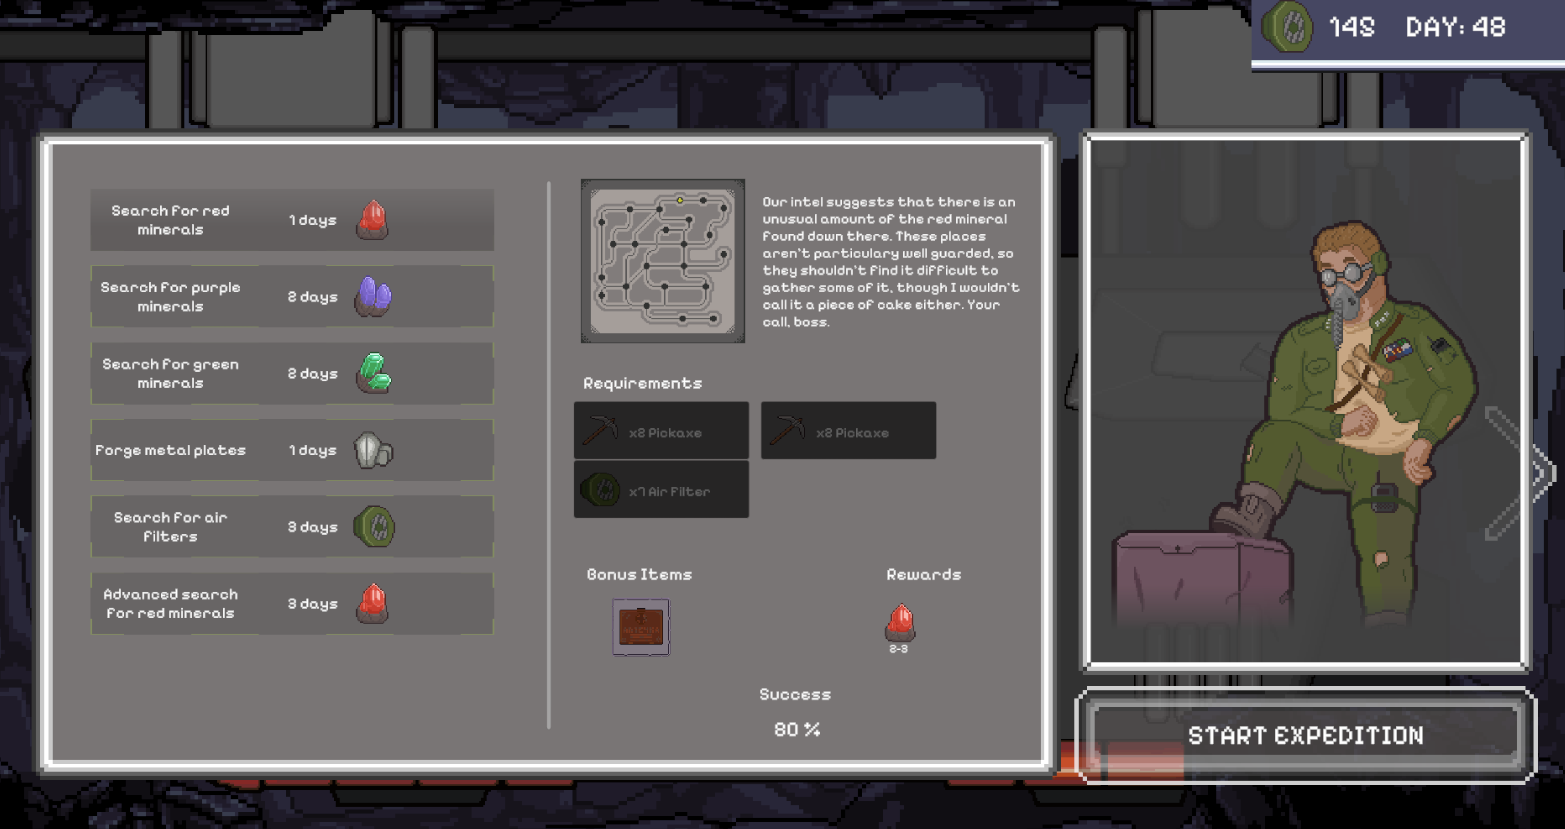 148 DAY: 48
Search for red
minerals
1 days
Search for purple
minerals
2 days
Search for green
minerals
2 days
Forge metal plates
1 days
Search for air
filters
3 days
Advanced search
for red minerals
3 days
Our intel suggests that there is an
unusual amount of the red mineral
found down there. These places
aren't particulary well guarded, so
they shouldn't find it difficult to
gather some of it, though I wouldn't
call it a piece of cake either. Your
call, boss.
Requirements
x2 Pickaxe
x2 Pickaxe
x1 Air Filter
Bonus Items
Rewards
2-3
Success
80 %
START EXPEDITION